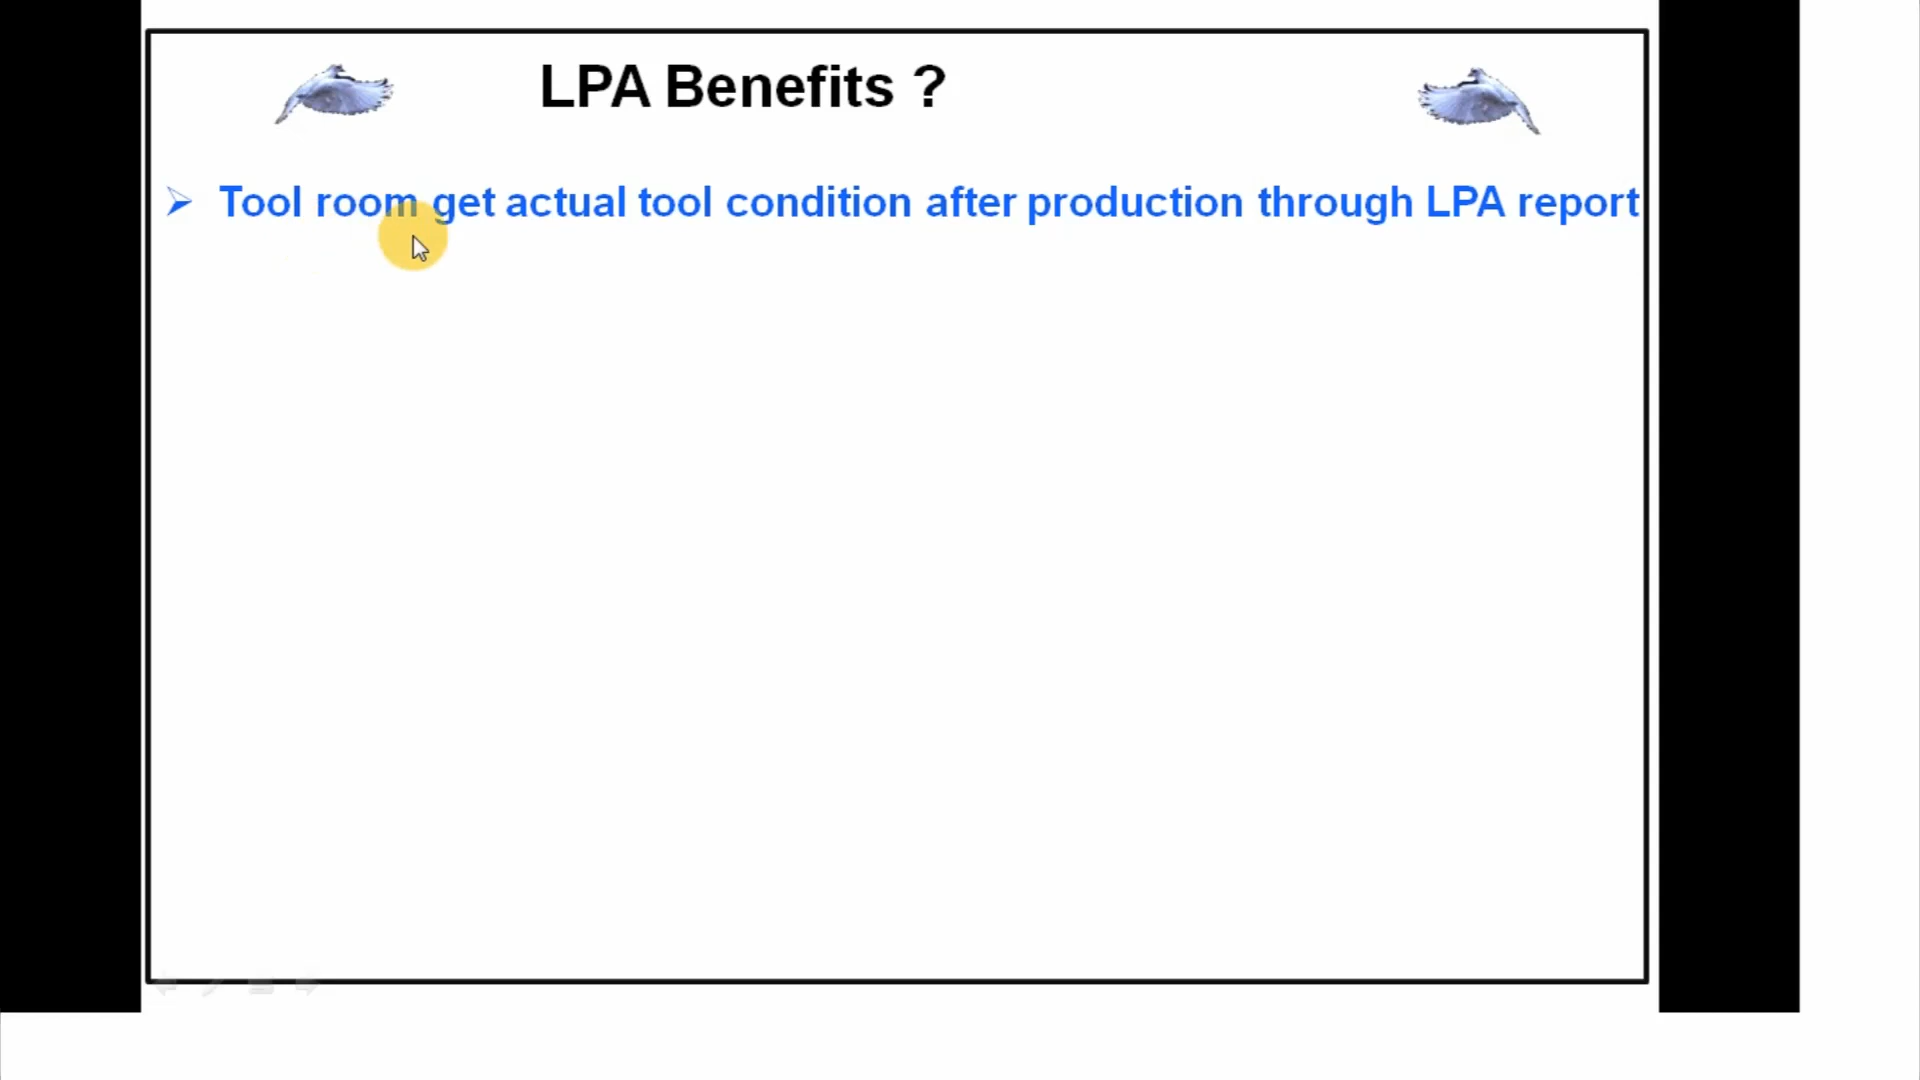 LPA Benefits ?
Tool room get actual tool condition after production through LPA report